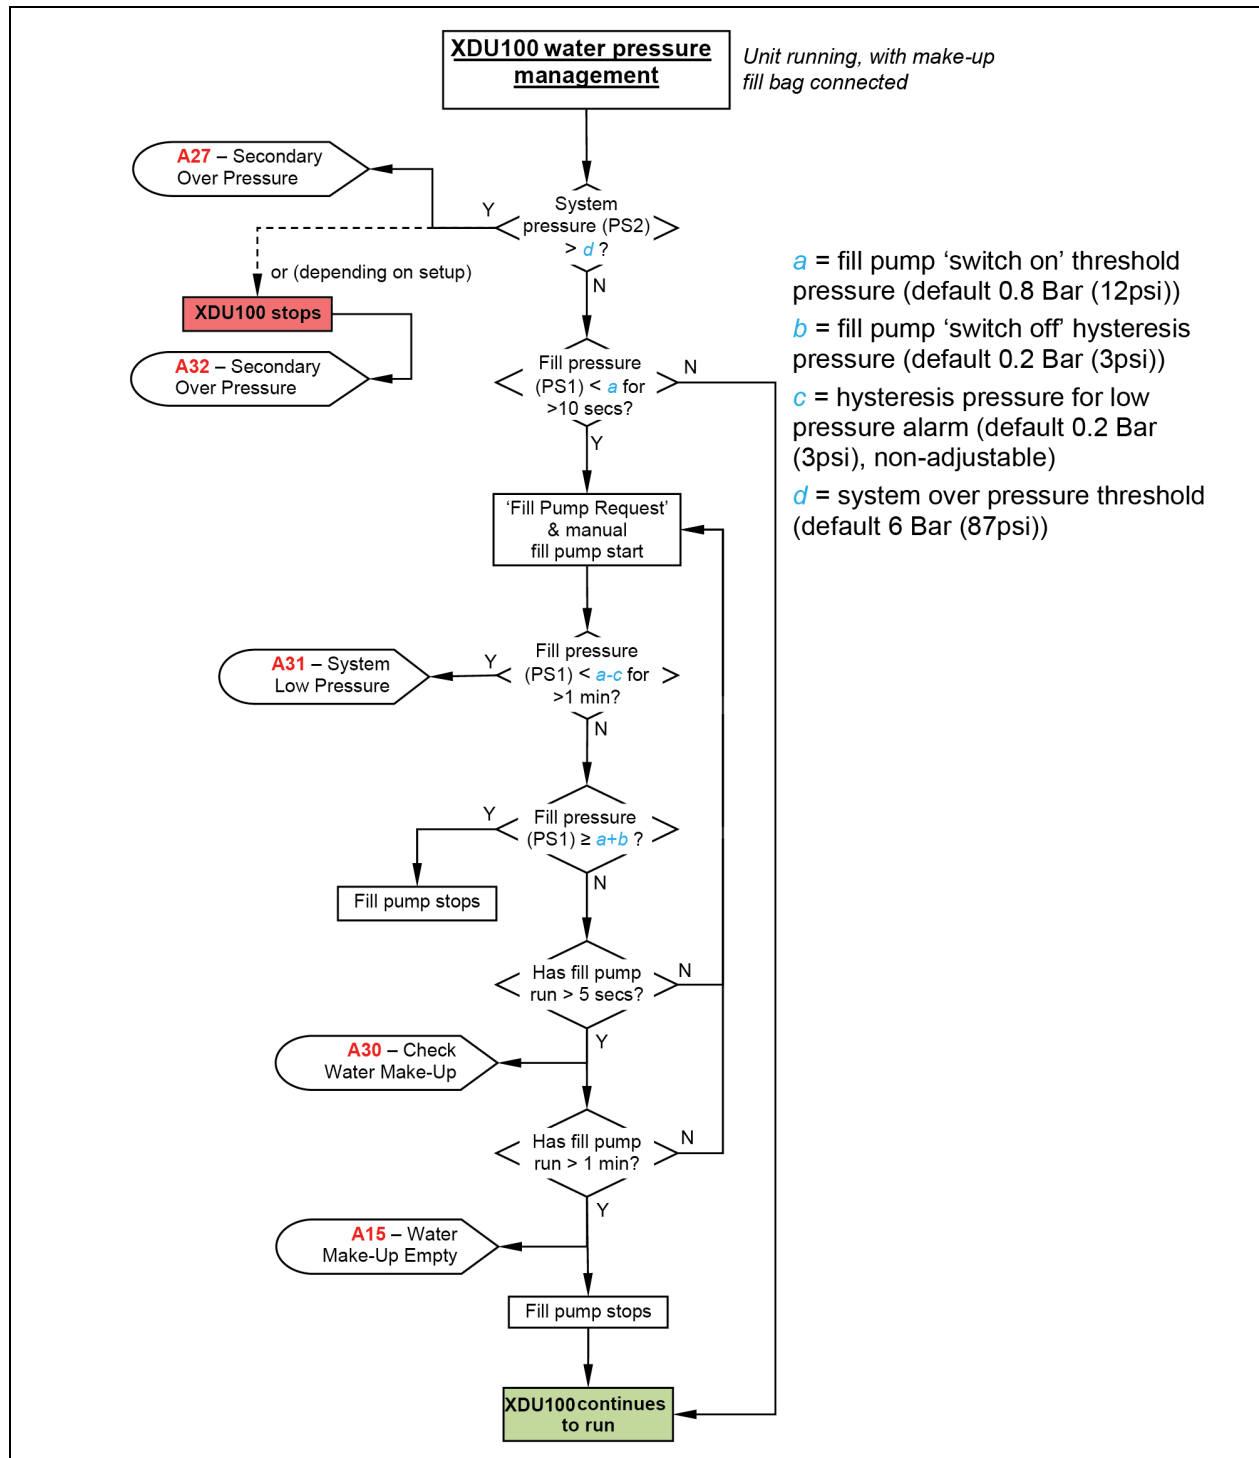 XDU100 water pressure
management
Unit running, with make-up
fill bag connected
A27 – Secondary
Over Pressure
Y
System
pressure (PS2)
> d ?
or (depending on setup)
N
XDU100 stops
A32 – Secondary
Over Pressure
Fill pressure
(PS1) < a for
>10 secs?
N
Y
a = fill pump ‘switch on’ threshold
pressure (default 0.8 Bar (12psi))
b = fill pump ‘switch off’ hysteresis
pressure (default 0.2 Bar (3psi))
c = hysteresis pressure for low
pressure alarm (default 0.2 Bar
(3psi), non-adjustable)
d = system over pressure threshold
(default 6 Bar (87psi))
‘Fill Pump Request’
& manual
fill pump start
A31 – System
Low Pressure
Y
Fill pressure
(PS1) < a-c for
>1 min?
N
Y
Fill pressure
(PS1) ≥ a+b ?
N
Fill pump stops
Has fill pump
run > 5 secs?
N
Y
A30 – Check
Water Make-Up
Has fill pump
run > 1 min?
N
Y
A15 – Water
Make-Up Empty
Fill pump stops
XDU100 continues
to run